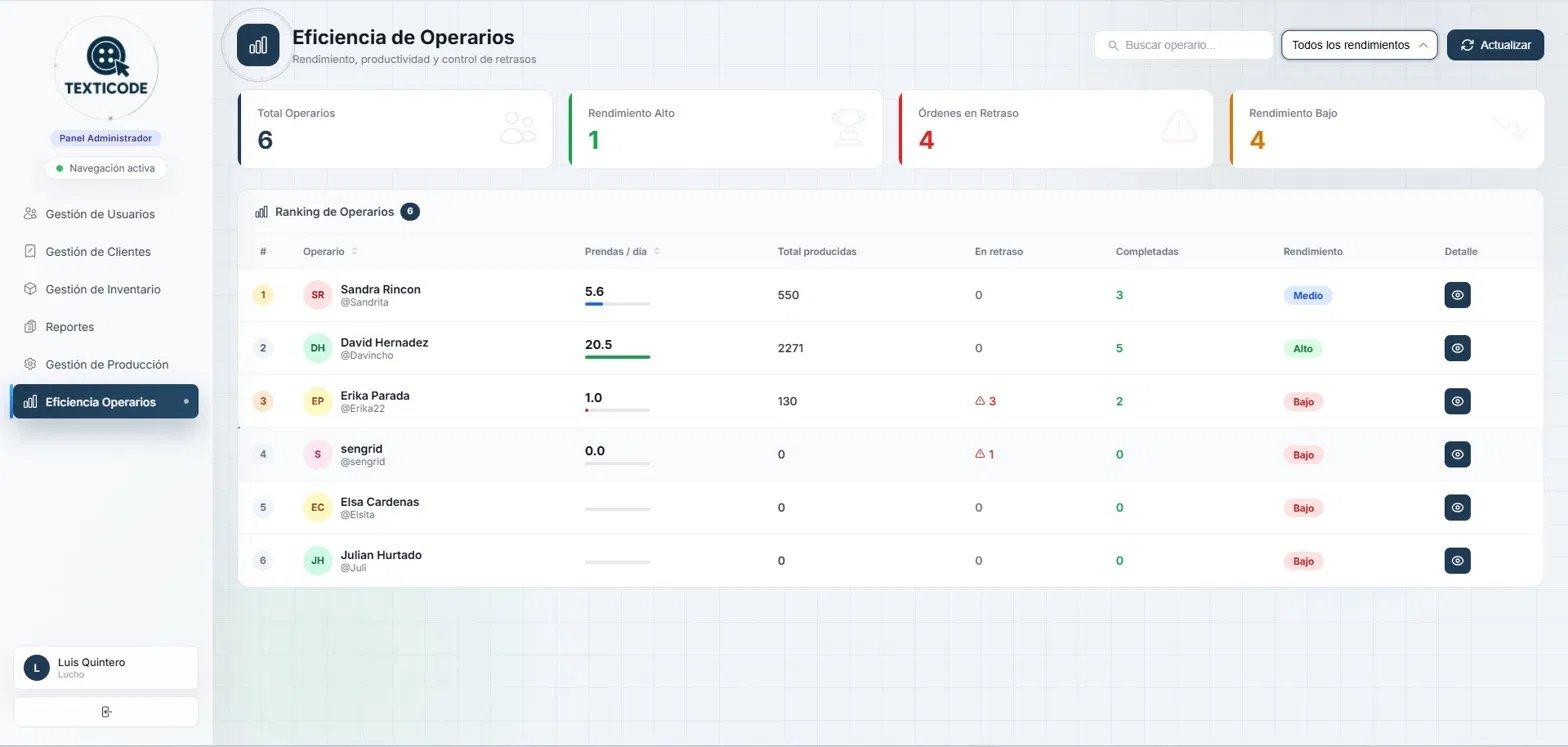 TEXTICODE
Panel Administrador
Navegación activa
Gestión de Usuarios
Gestión de Clientes
Gestión de Inventario
Reportes
Gestión de Producción
Eficiencia Operarios
L
Luis Quintero
Lucho
Eficiencia de Operarios
Rendimiento, productividad y control de retrasos
Buscar operario...
Todos los rendimientos
Actualizar
Total Operarios
6
Rendimiento Alto
1
Órdenes en Retraso
4
Rendimiento Bajo
4
Ranking de Operarios 6
# Operario Prendas / día Total producidas En retraso Completadas Rendimiento Detalle
1 SR Sandra Rincon 5.6 550 0 3 Medio
@Sandrita
2 DH David Hernadez 20.5 2271 0 5 Alto
@Davincho
3 EP Erika Parada 1.0 130 3 2 Bajo
@Erika22
4 S sengrid 0.0 0 1 0 Bajo
@sengrid
5 EC Elsa Cardenas 0 0 0 Bajo
@Elsita
6 JH Julian Hurtado 0 0 0 Bajo
@Juli